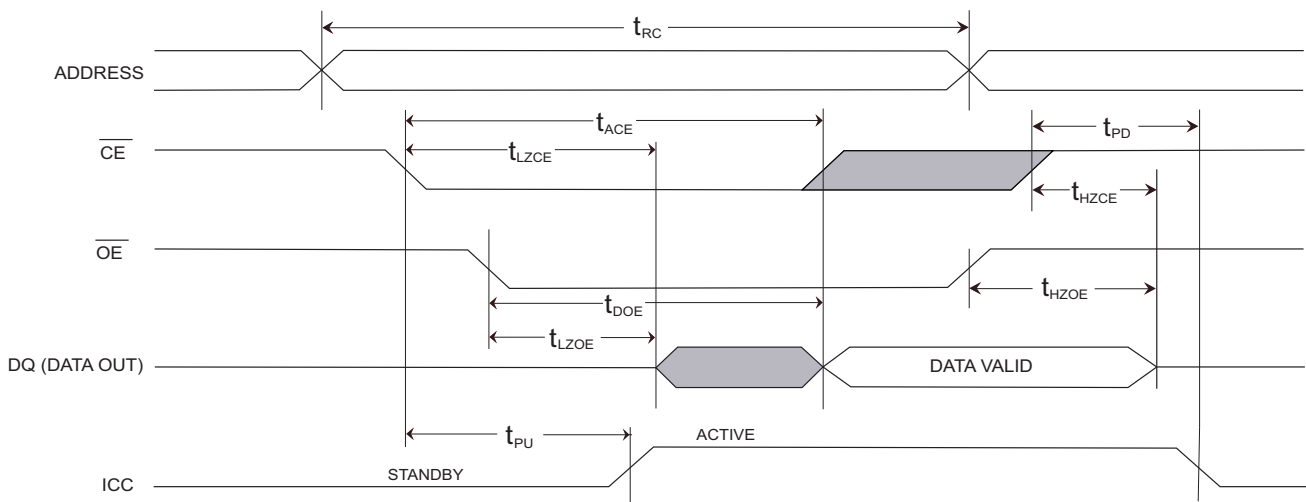 tRC
ADDRESS
tACE
tPD
CE
tLZCE
tHZCE
OE
tHZOE
tDOE
tLZOE
DQ (DATA OUT)
DATA VALID
tPU
ACTIVE
STANDBY
ICC